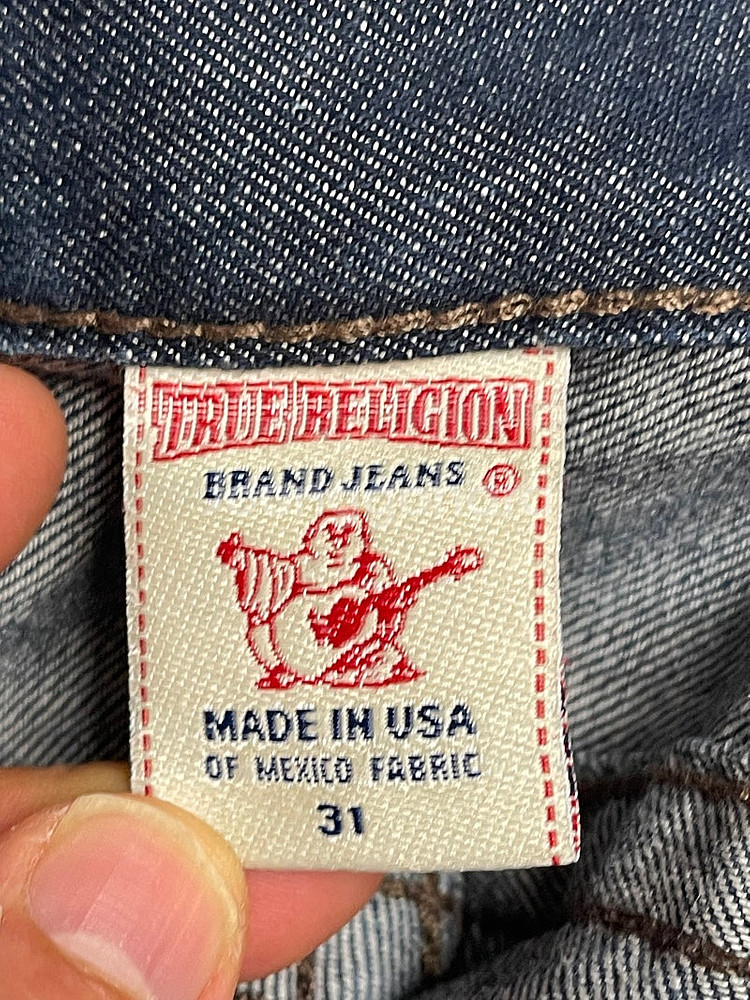 TRUE RELIGION
BRAND JEANS ®
MADE IN USA
OF MEXICO FABRIC
31